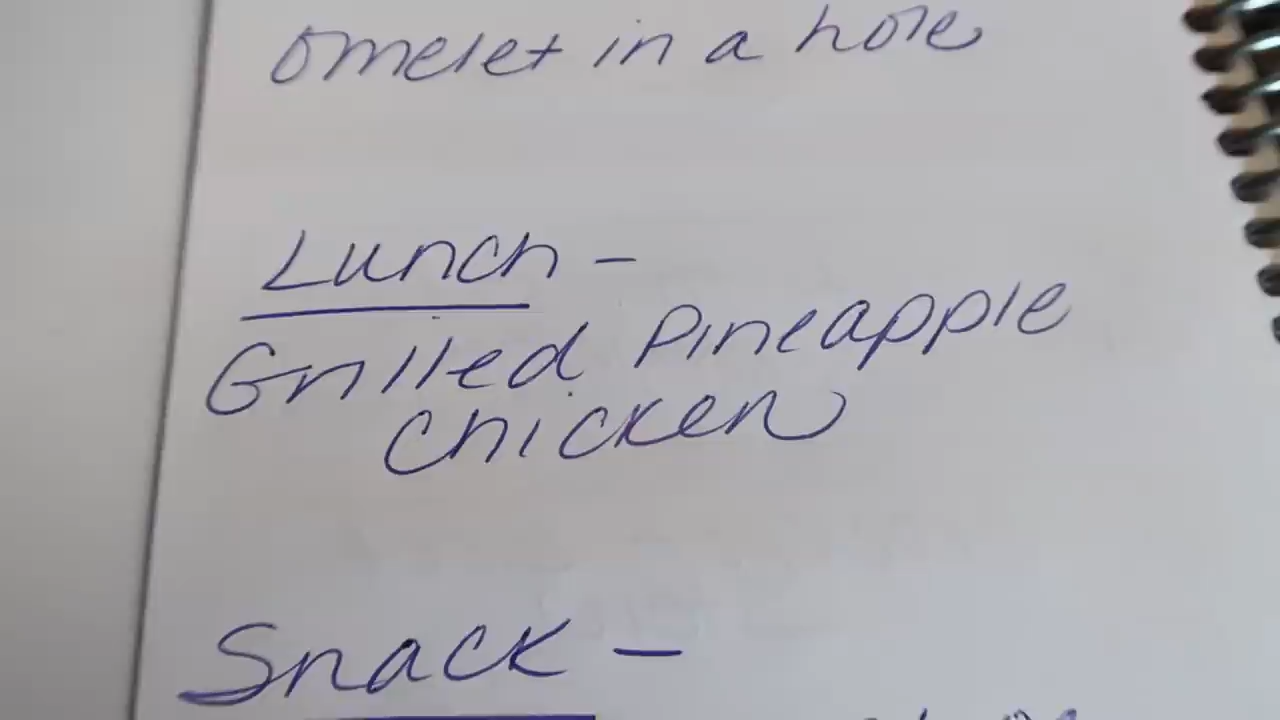 omelet in a hole
Lunch -
Grilled Pineapple
Chicken
Snack -